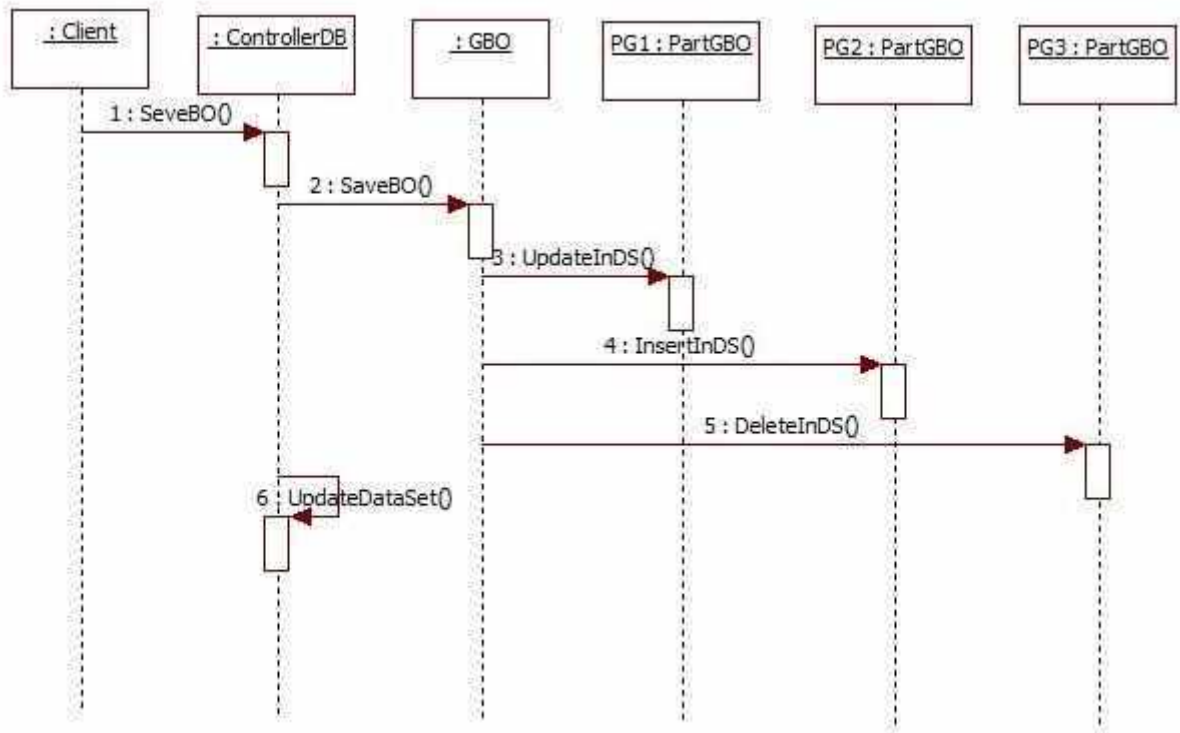 : Client
: ControllerDB
: GBO
PG1 : PartGBO
PG2 : PartGBO
PG3 : PartGBO
1 : SeveBO()
2 : SaveBO()
3 : UpdateInDS()
4 : InsertInDS()
5 : DeleteInDS()
6 : UpdateDataSet()